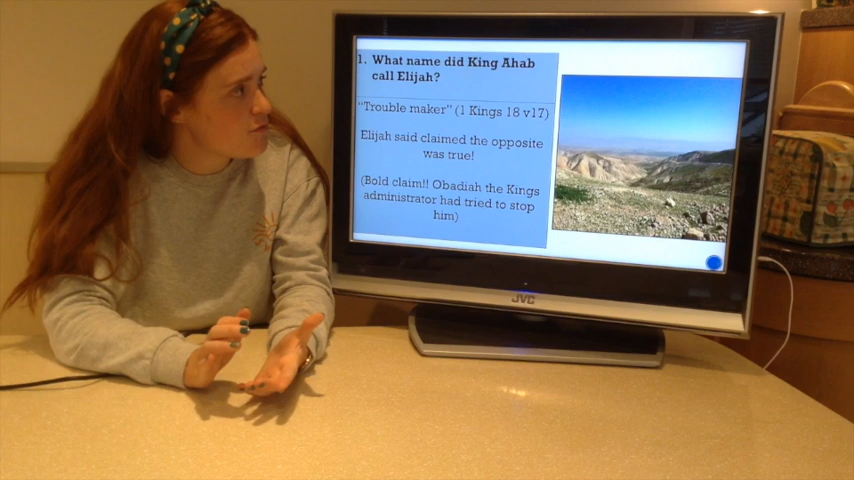 1. What name did King Ahab
call Elijah?
“Trouble maker” (1 Kings 18 v17)
Elijah said claimed the opposite
was true!
(Bold claim!! Obadiah the Kings
administrator had tried to stop
him)
JVC